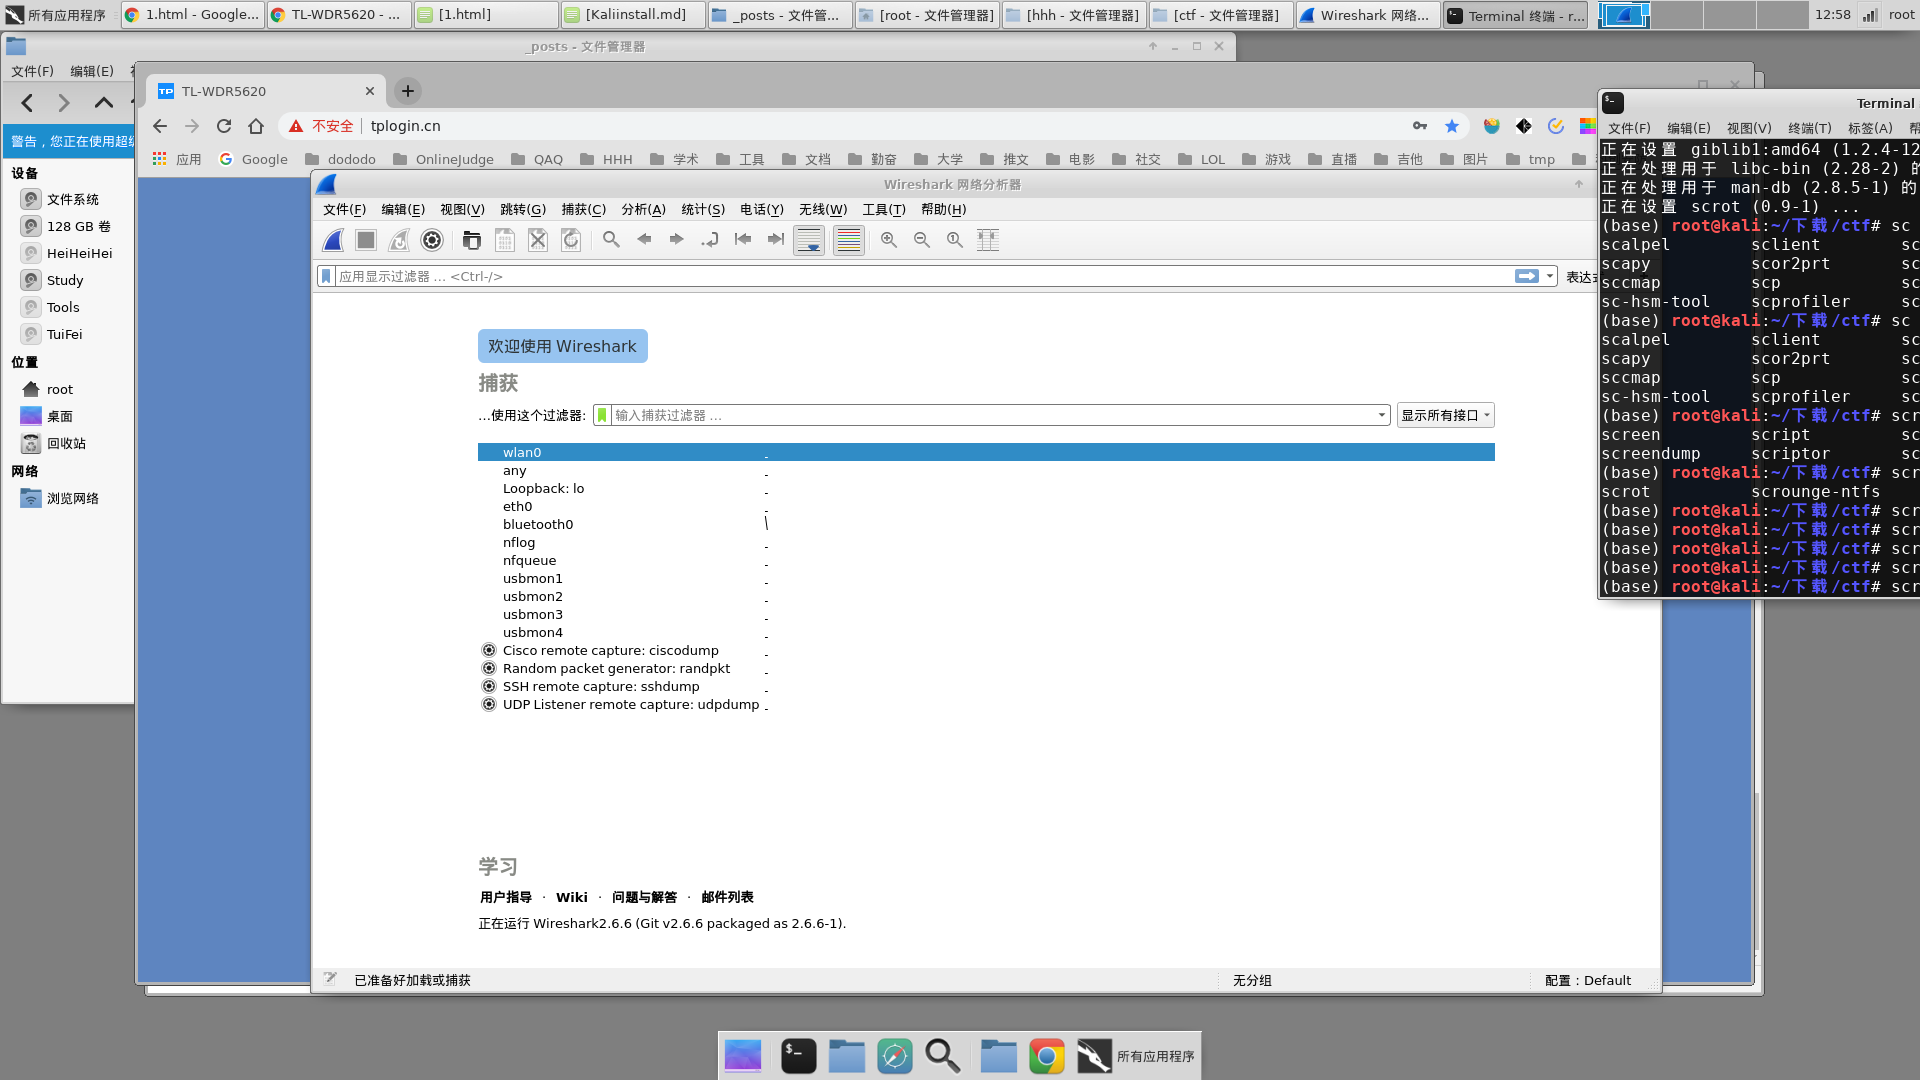 所有应用程序
1.html - Google...
TL-WDR5620 - ...
[1.html]
[Kaliinstall.md]
_posts - 文件管...
[root - 文件管理器]
[hhh - 文件管理器]
[ctf - 文件管理器]
Wireshark 网络...
Terminal 终端 - r...
12:58
root
_posts - 文件管理器
文件(F) 编辑(E)
警告，您正在使用超级
设备
文件系统
128 GB 卷
HeiHeiHei
Study
Tools
TuiFei
位置
root
桌面
回收站
网络
浏览网络
TL-WDR5620
不安全 tplogin.cn
应用 Google dododo OnlineJudge QAQ HHH 学术 工具 文档 勤奋 大学 推文 电影 社交 LOL 游戏 直播 吉他 图片 tmp
Wireshark 网络分析器
文件(F) 编辑(E) 视图(V) 跳转(G) 捕获(C) 分析(A) 统计(S) 电话(Y) 无线(W) 工具(T) 帮助(H)
应用显示过滤器 … <Ctrl-/>
表达
欢迎使用 Wireshark
捕获
…使用这个过滤器: 输入捕获过滤器 … 显示所有接口
wlan0
any
Loopback: lo
eth0
bluetooth0
nflog
nfqueue
usbmon1
usbmon2
usbmon3
usbmon4
Cisco remote capture: ciscodump
Random packet generator: randpkt
SSH remote capture: sshdump
UDP Listener remote capture: udpdump
学习
用户指导 · Wiki · 问题与解答 · 邮件列表
正在运行 Wireshark2.6.6 (Git v2.6.6 packaged as 2.6.6-1).
已准备好加载或捕获
无分组
配置：Default
Terminal
文件(F) 编辑(E) 视图(V) 终端(T) 标签(A) 帮
正在设置 giblib1:amd64 (1.2.4-12
正在处理用于 libc-bin (2.28-2) 的
正在处理用于 man-db (2.8.5-1) 的
正在设置 scrot (0.9-1) ...
(base) root@kali:~/下载/ctf# sc
scalpel sclient sc
scapy scor2prt sc
sccmap scp sc
sc-hsm-tool scprofiler sc
(base) root@kali:~/下载/ctf# sc
scalpel sclient sc
scapy scor2prt sc
sccmap scp sc
sc-hsm-tool scprofiler sc
(base) root@kali:~/下载/ctf# scr
screen script sc
screendump scriptor sc
(base) root@kali:~/下载/ctf# scr
scrot scrounge-ntfs
(base) root@kali:~/下载/ctf# scr
(base) root@kali:~/下载/ctf# scr
(base) root@kali:~/下载/ctf# scr
(base) root@kali:~/下载/ctf# scr
(base) root@kali:~/下载/ctf# scr
所有应用程序